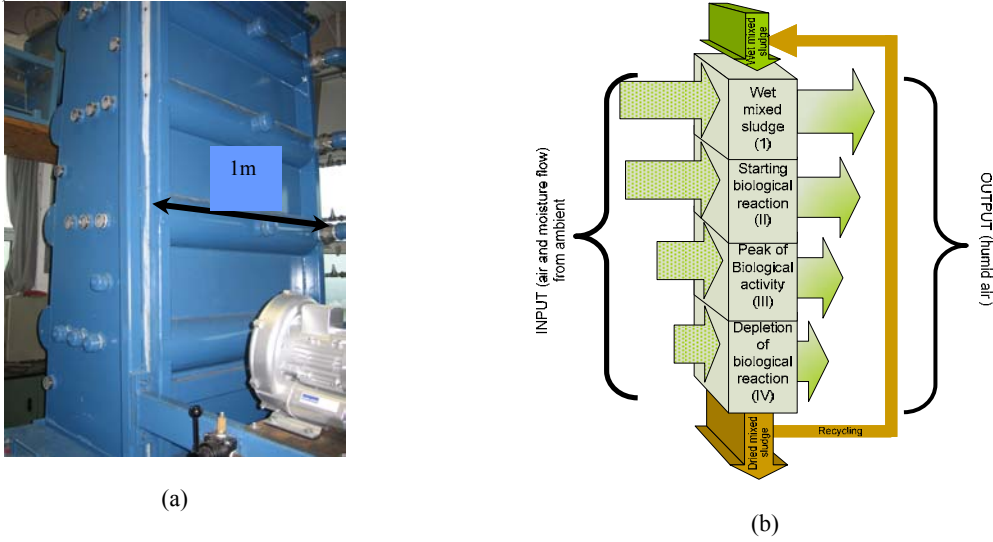 1m
(a)
Wet mixed
sludge
INPUT (air and moisture flow)
from ambient
Wet
mixed
sludge
(1)
Starting
biological
reaction
(II)
Peak of
Biological
activity
(III)
Depletion
of
biological
reaction
(IV)
OUTPUT (humid air)
Dried mixed
sludge
Recycling
(b)